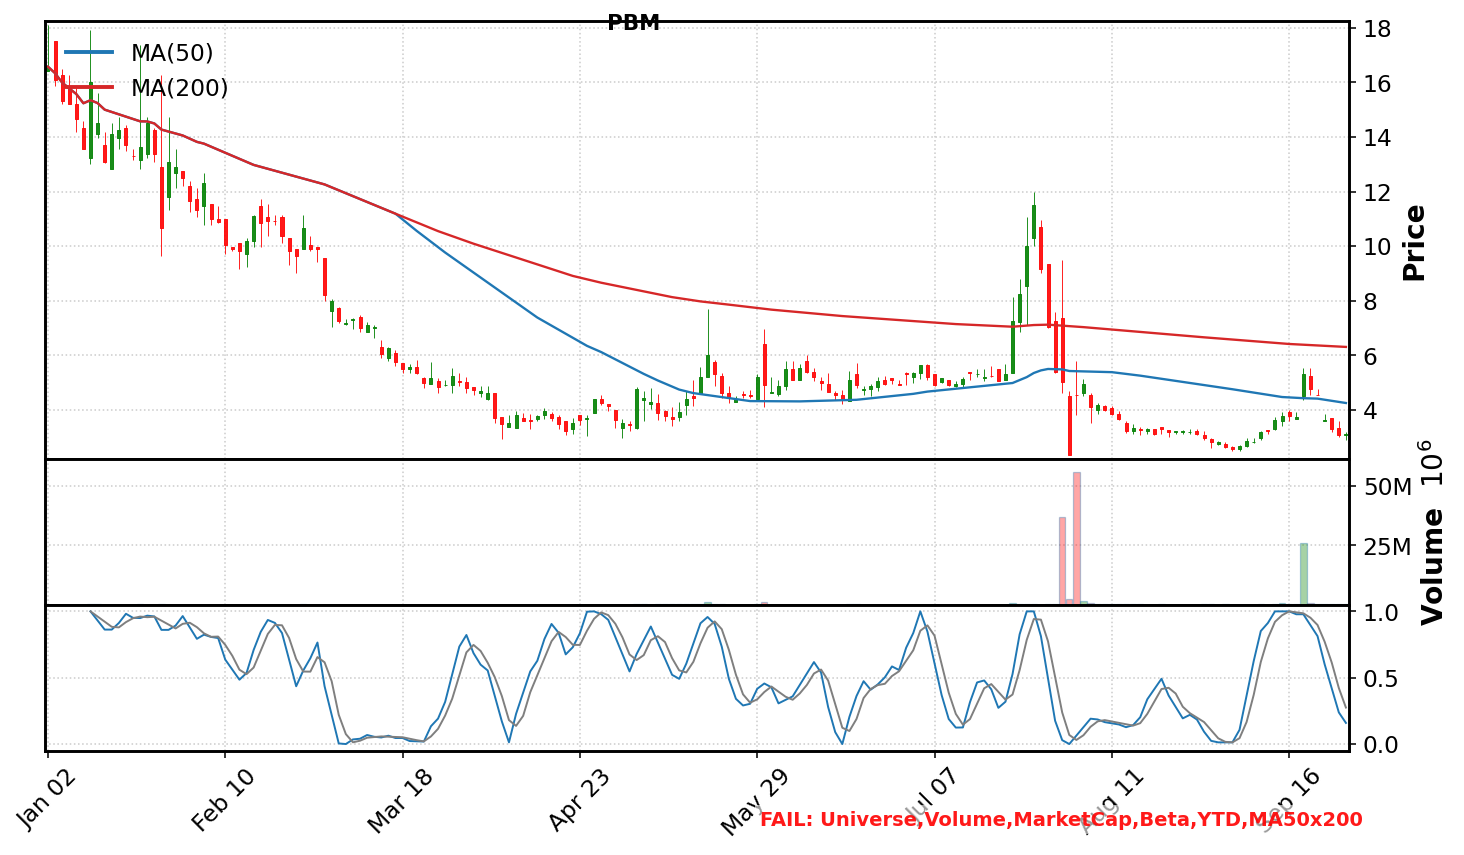 PBM
MA(50)
MA(200)
18
16
14
12
10
8
6
4
Price
50M
25M
Volume 10^6
1.0
0.5
0.0
Jan 02
Feb 10
Mar 18
Apr 23
May 29
Jul 07
Aug 11
Sep 16
FAIL: Universe,Volume,MarketCap,Beta,YTD,MA50x200